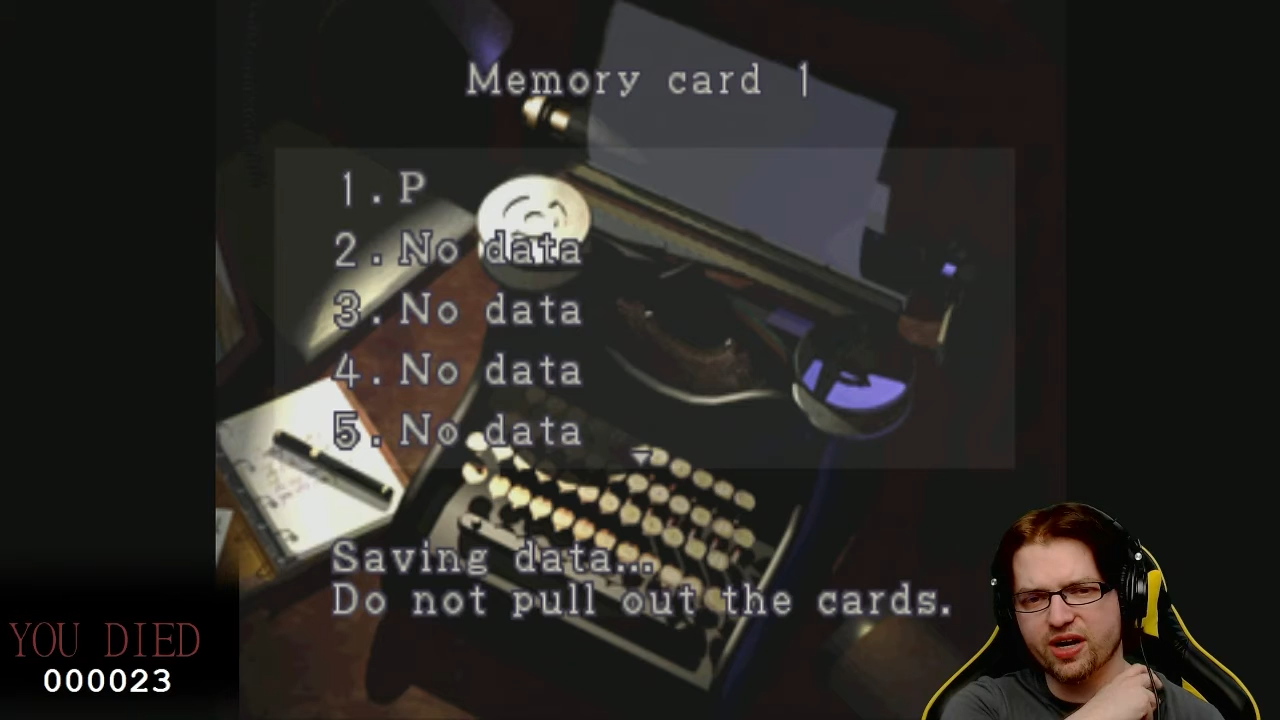 Memory card 1
1.P
2.No data
3.No data
4.No data
5.No data
Saving data...
Do not pull out the cards.
YOU DIED
000023